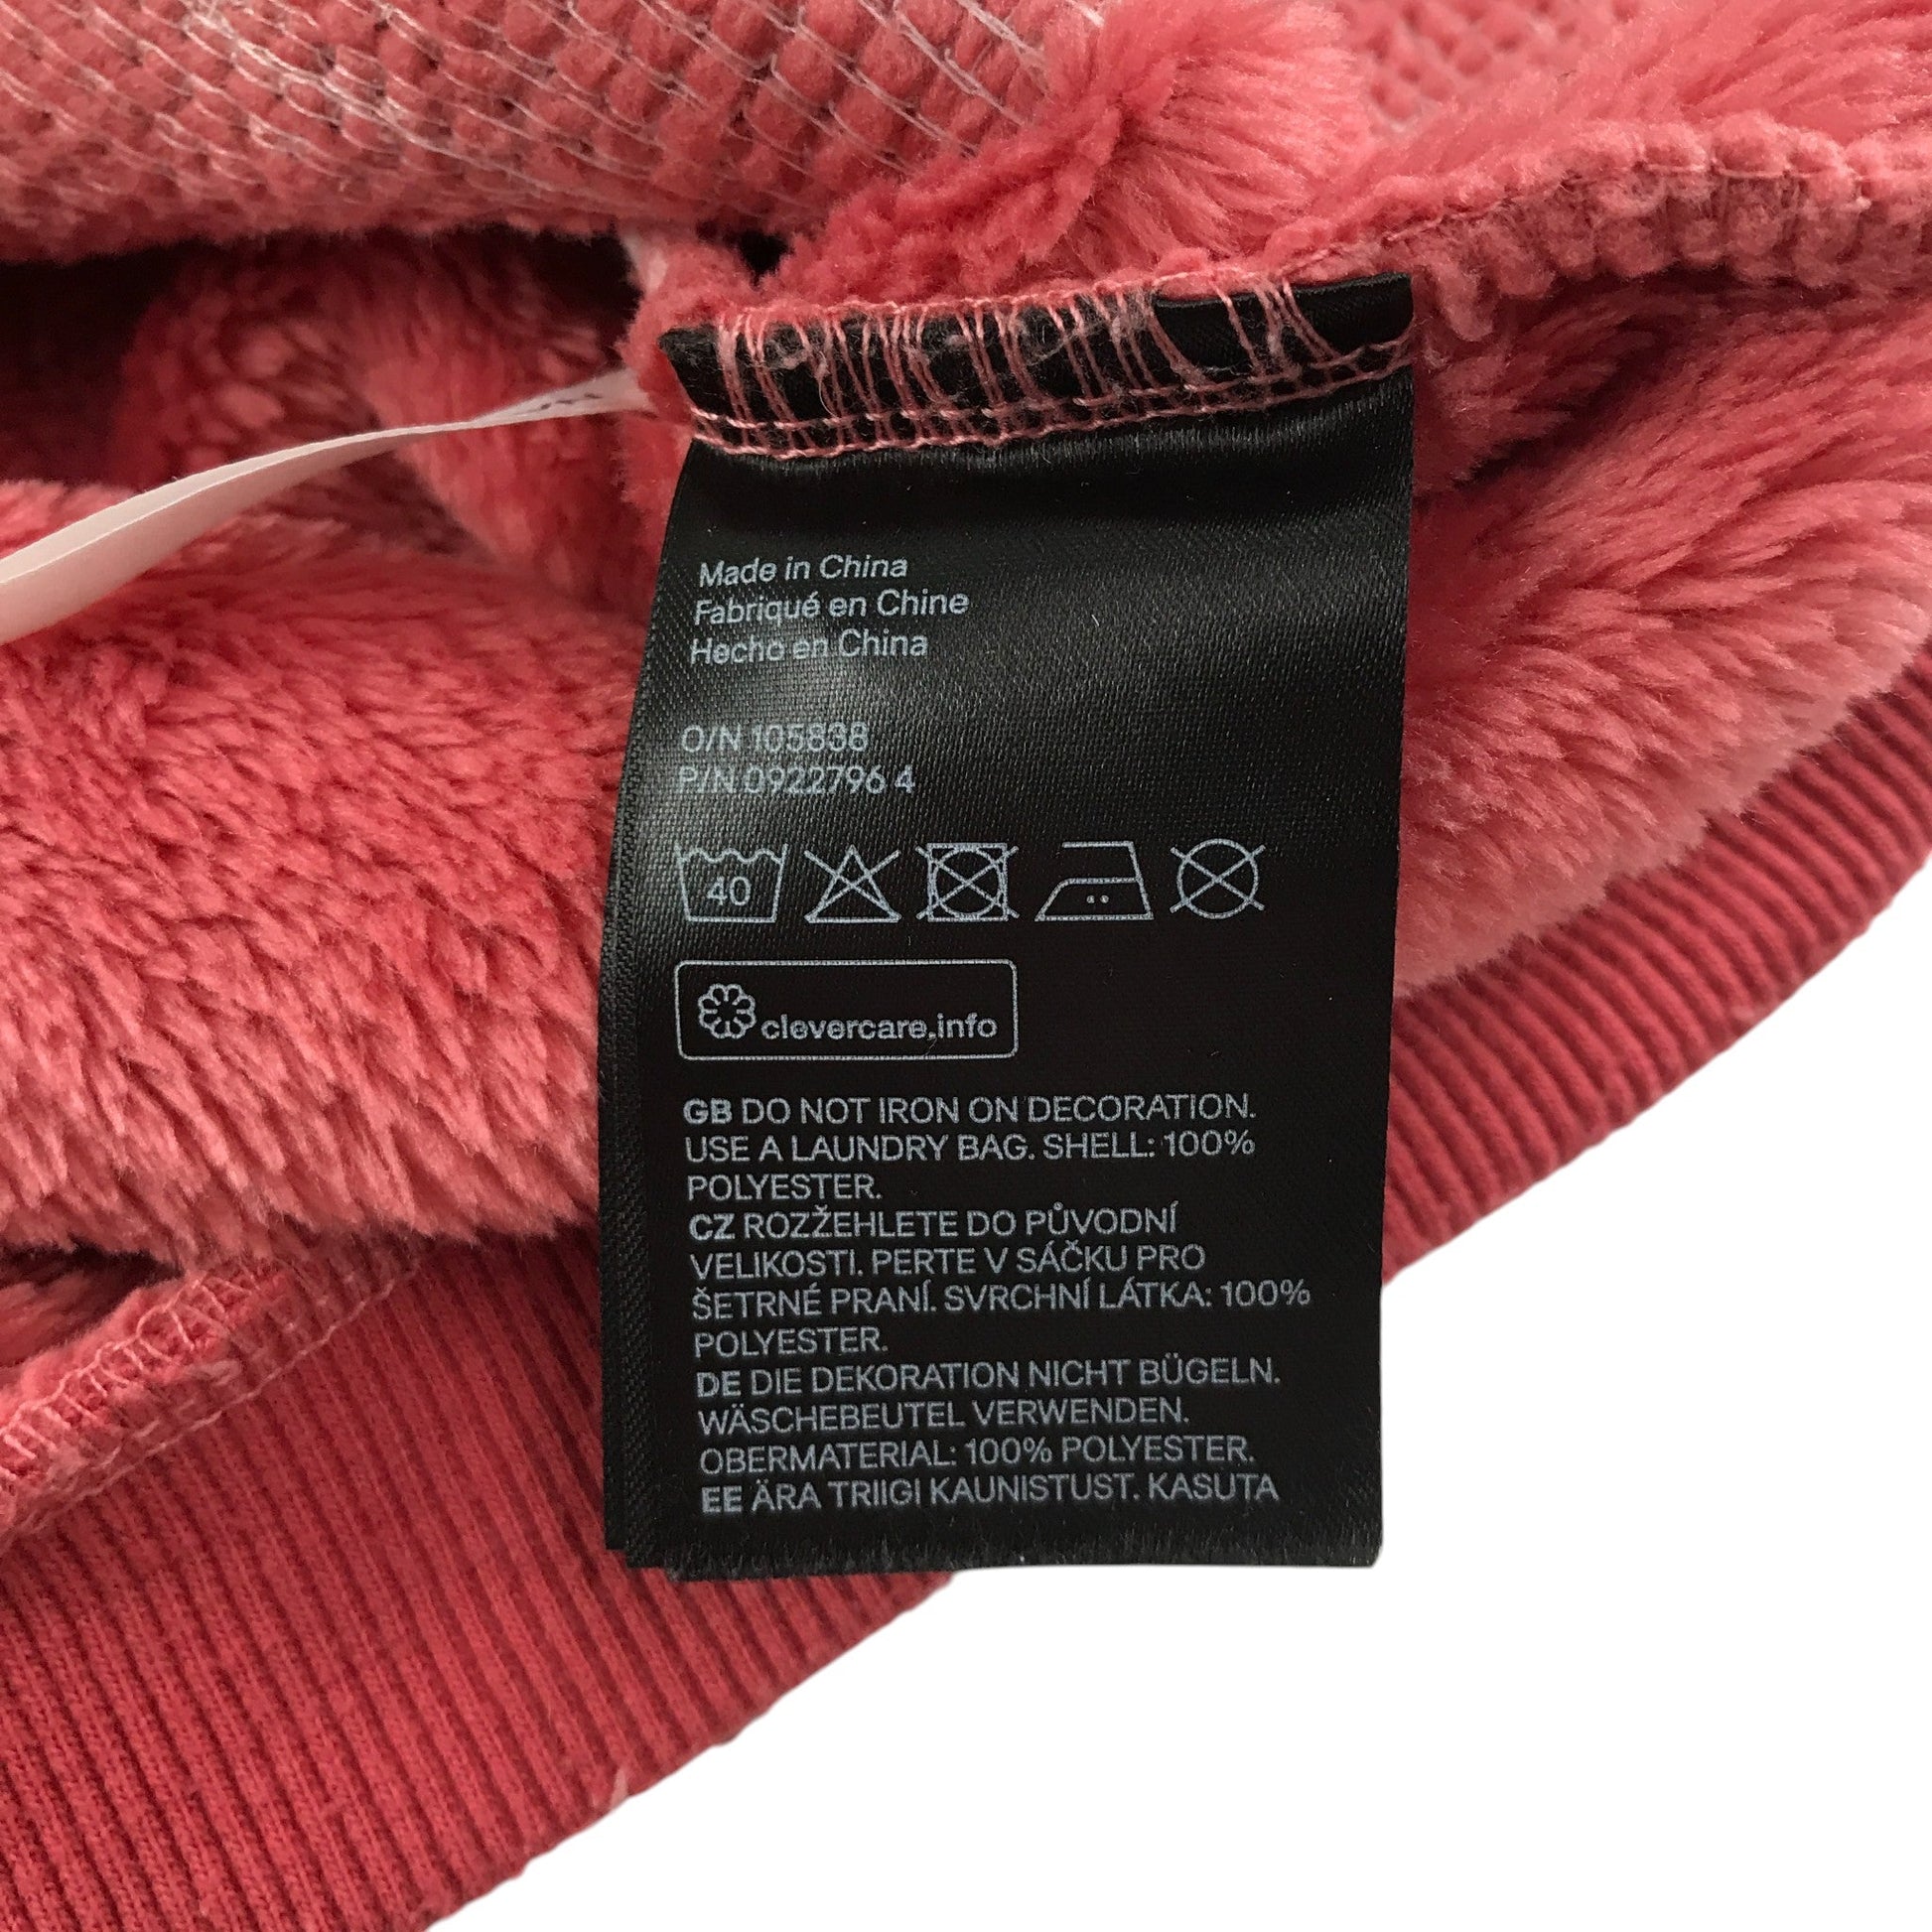 Made in China
Fabriqué en Chine
Hecho en China
O/N 105838
P/N 0922796 4
40
clevercare.info
GB DO NOT IRON ON DECORATION.
USE A LAUNDRY BAG. SHELL: 100%
POLYESTER.
CZ ROZŽEHLETE DO PŮVODNÍ
VELIKOSTI. PERTE V SÁČKU PRO
ŠETRNÉ PRANÍ. SVRCHNÍ LÁTKA: 100%
POLYESTER.
DE DIE DEKORATION NICHT BÜGELN.
WÄSCHEBEUTEL VERWENDEN.
OBERMATERIAL: 100% POLYESTER.
EE ÄRA TRIIGI KAUNISTUST. KASUTA